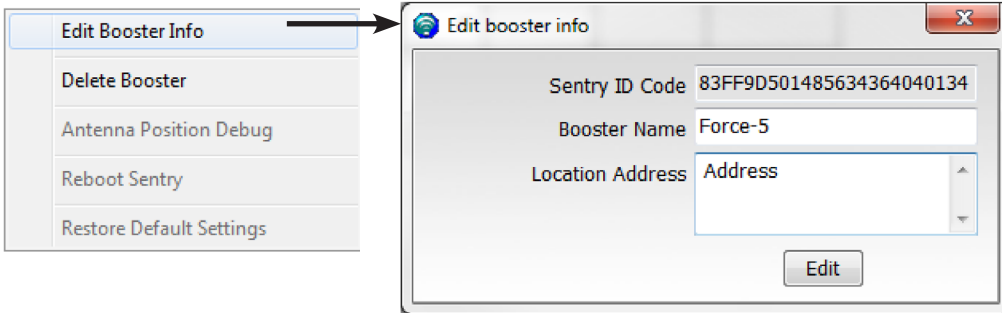 Edit Booster Info
Delete Booster
Antenna Position Debug
Reboot Sentry
Restore Default Settings
Edit booster info
Sentry ID Code 83FF9D501485634364040134
Booster Name Force-5
Location Address Address
Edit